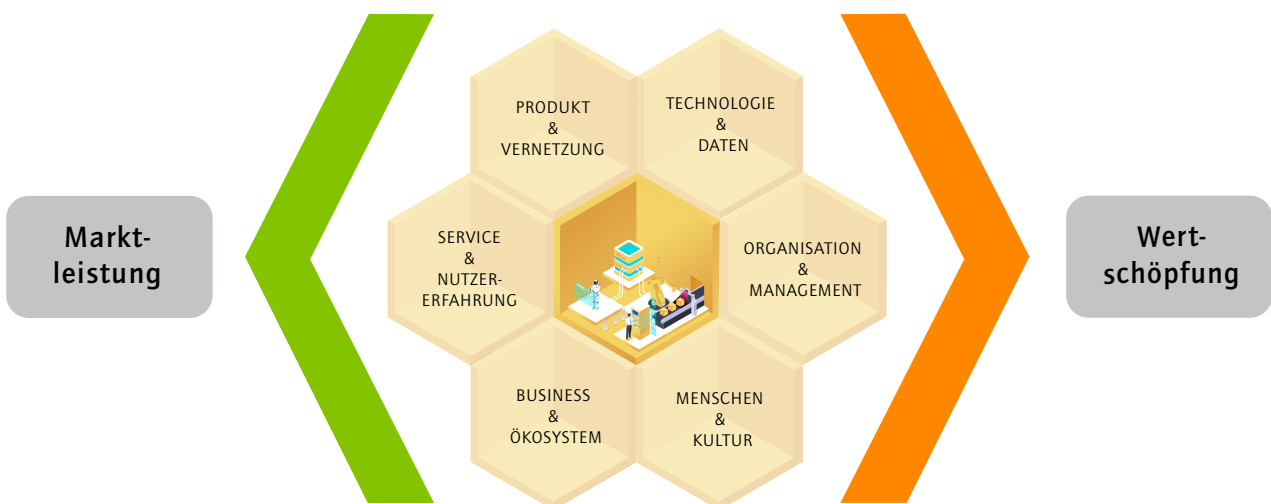 Markt-
leistung
PRODUKT
&
VERNETZUNG
TECHNOLOGIE
&
DATEN
SERVICE
&
NUTZER-
ERFAHRUNG
ORGANISATION
&
MANAGEMENT
BUSINESS
&
ÖKOSYSTEM
MENSCHEN
&
KULTUR
Wert-
schöpfung